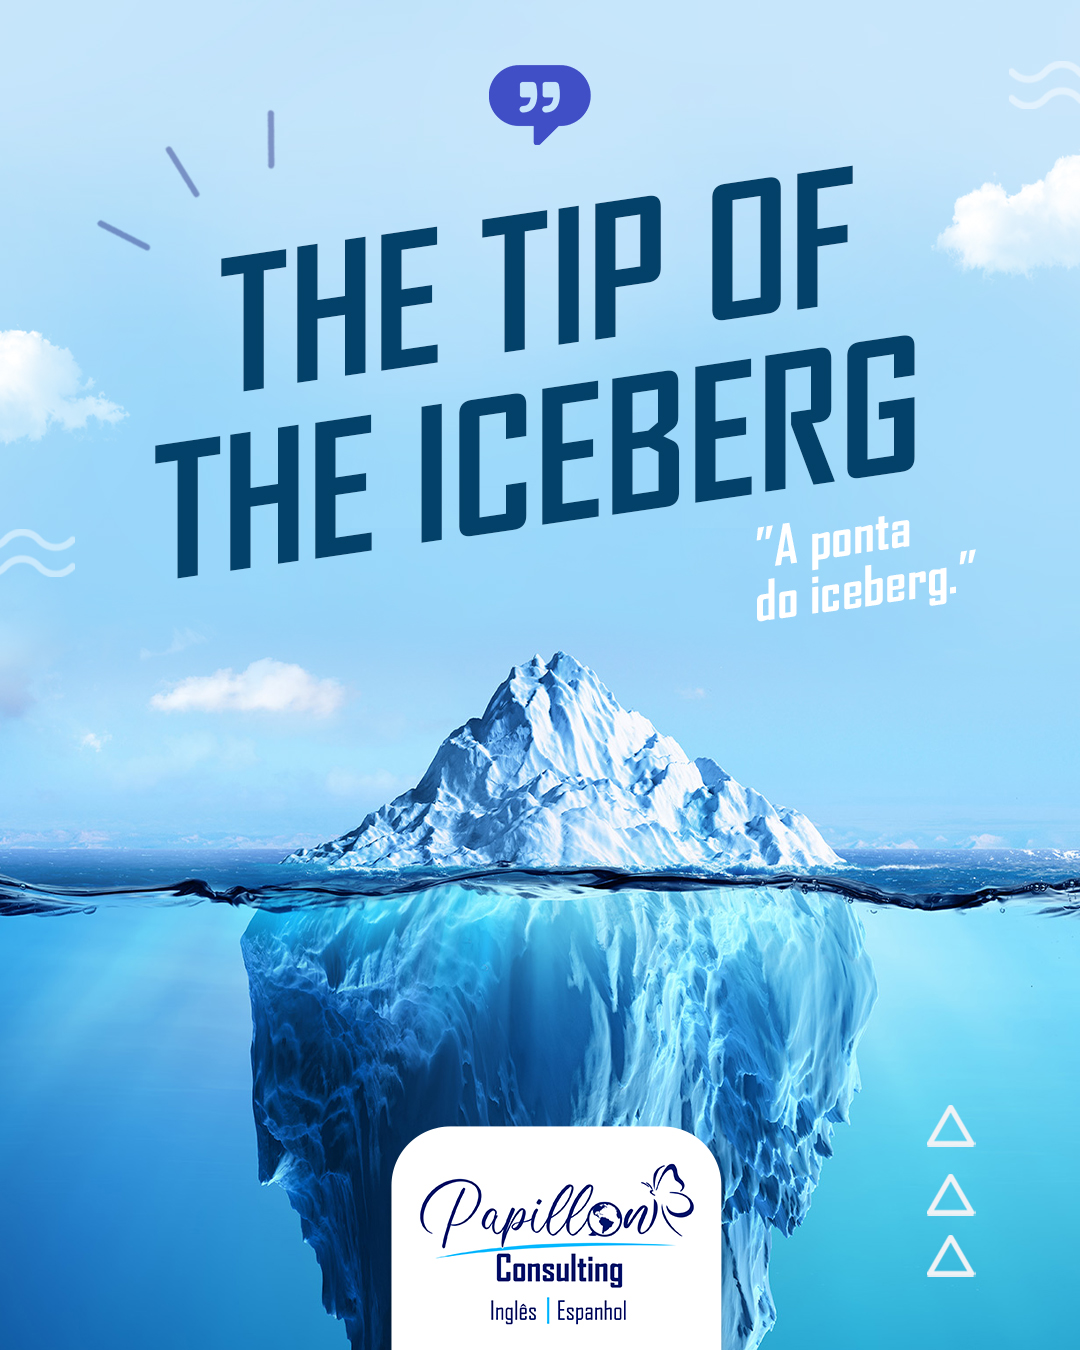 THE TIP OF
THE ICEBERG
"A ponta
do iceberg."
Papillon
Consulting
Inglês | Espanhol